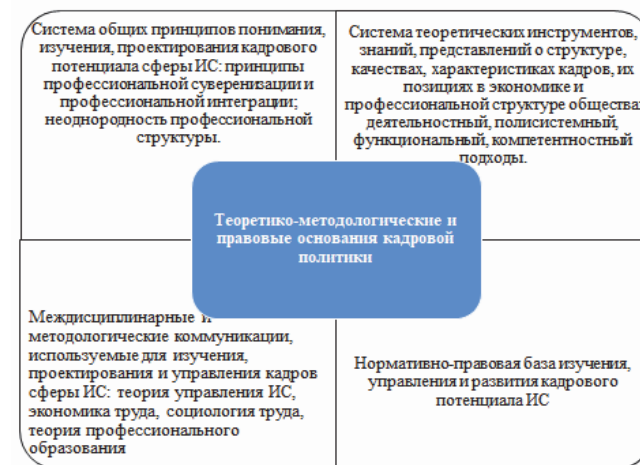 Система общих принципов понимания,
изучения, проектирования кадрового
потенциала сферы ИС: принципы
профессиональной суверенизации и
профессиональной интеграции;
неоднородность профессиональной
структуры.
Система теоретических инструментов,
знаний, представлений о структуре,
качествах, характеристиках кадров, их
позициях в экономике и
профессиональной структуре общества:
деятельностный, полисистемный,
функциональный, компетентностный
подходы.
Теоретико-методологические и
правовые основания кадровой
политики
Междисциплинарные и
методологические коммуникации,
используемые для изучения,
проектирования и управления кадров
сферы ИС: теория управления ИС,
экономика труда, социология труда,
теория профессионального
образования
Нормативно-правовая база изучения,
управления и развития кадрового
потенциала ИС